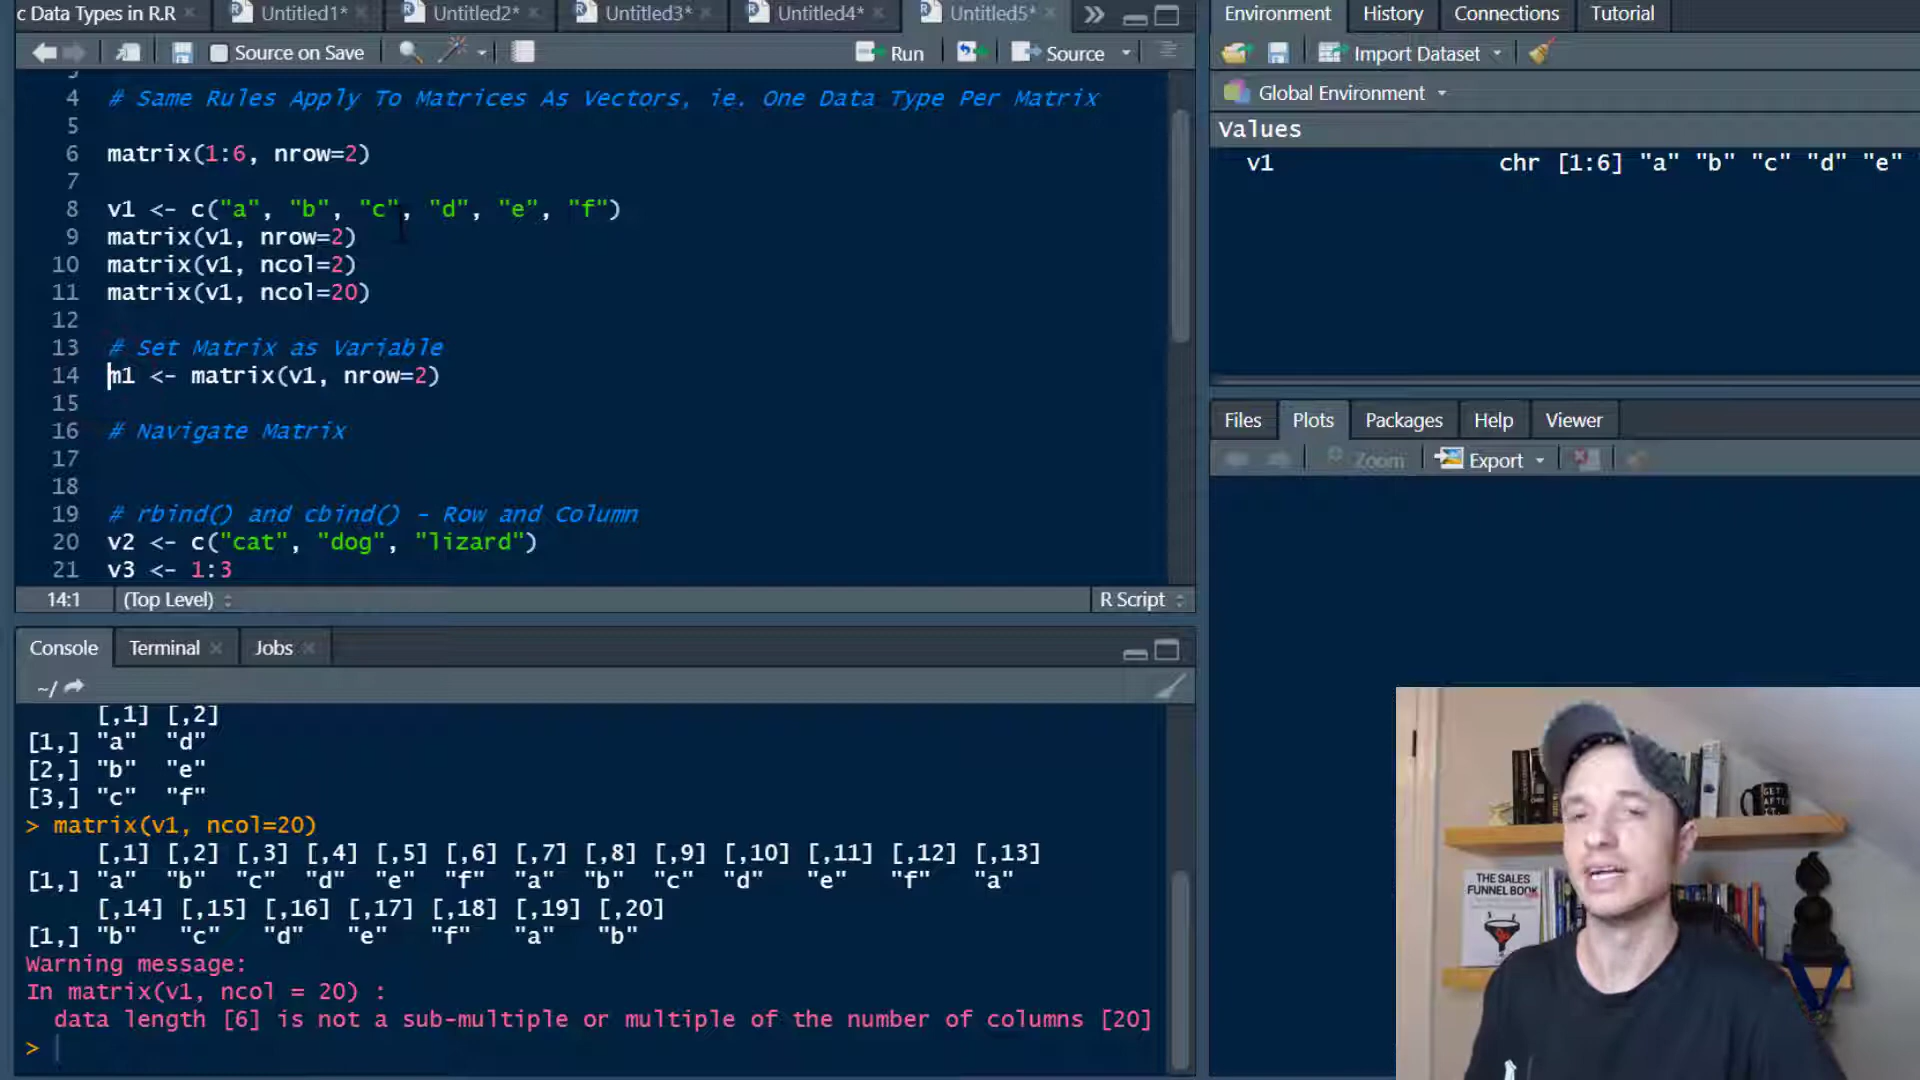 c Data Types in R.R
Untitled1*
Untitled2*
Untitled3*
Untitled4*
Untitled5*
Source on Save
Run
Source
4 # Same Rules Apply To Matrices As Vectors, ie. One Data Type Per Matrix
5
6 matrix(1:6, nrow=2)
7
8 v1 <- c("a", "b", "c", "d", "e", "f")
9 matrix(v1, nrow=2)
10 matrix(v1, ncol=2)
11 matrix(v1, ncol=20)
12
13 # Set Matrix as Variable
14 m1 <- matrix(v1, nrow=2)
15
16 # Navigate Matrix
17
18
19 # rbind() and cbind() - Row and Column
20 v2 <- c("cat", "dog", "lizard")
21 v3 <- 1:3
14:1 (Top Level) R Script
Console Terminal Jobs
~/
[,1] [,2]
[1,] "a" "d"
[2,] "b" "e"
[3,] "c" "f"
> matrix(v1, ncol=20)
[,1] [,2] [,3] [,4] [,5] [,6] [,7] [,8] [,9] [,10] [,11] [,12] [,13]
[1,] "a" "b" "c" "d" "e" "f" "a" "b" "c" "d" "e" "f" "a"
[,14] [,15] [,16] [,17] [,18] [,19] [,20]
[1,] "b" "c" "d" "e" "f" "a" "b"
Warning message:
In matrix(v1, ncol = 20) :
data length [6] is not a sub-multiple or multiple of the number of columns [20]
>
Environment History Connections Tutorial
Import Dataset
Global Environment
Values
v1 chr [1:6] "a" "b" "c" "d" "e"
Files Plots Packages Help Viewer
Zoom Export
GET
AFTER
IT
THE SALES
FUNNEL BOOK